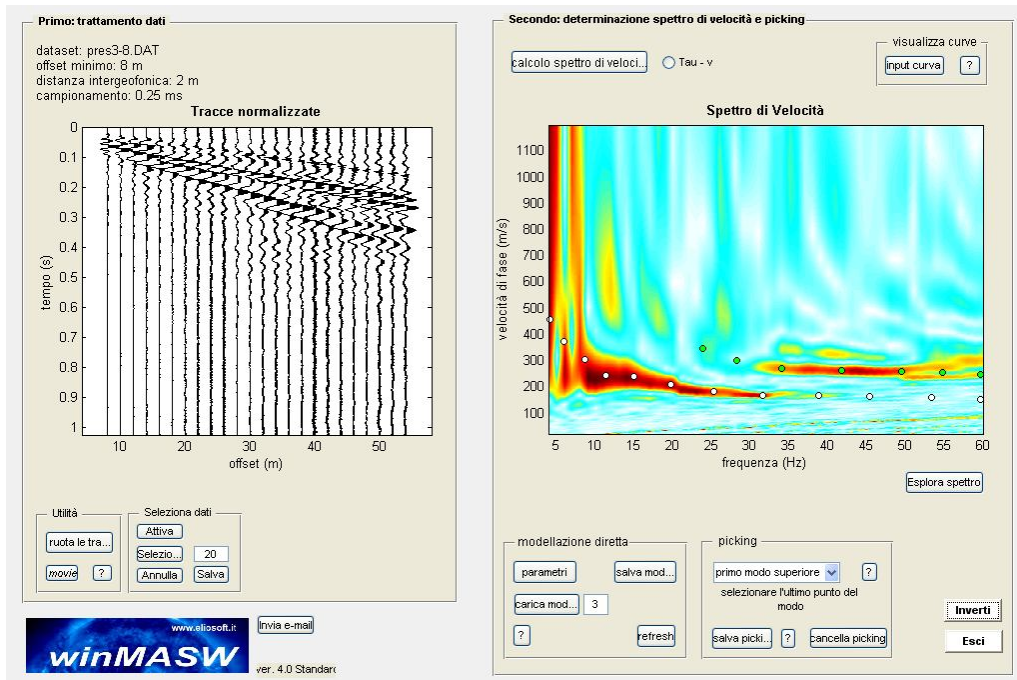 Primo: trattamento dati
dataset: pres3-8.DAT
offset minimo: 8 m
distanza intergeofonica: 2 m
campionamento: 0.25 ms
Tracce normalizzate
0
0.1
0.2
0.3
0.4
0.5
0.6
0.7
0.8
0.9
1
tempo (s)
10
20
30
40
50
offset (m)
Utilità
ruota le tra...
movie
?
Seleziona dati
Attiva
Selezio...
20
Annulla
Salva
www.eliosoft.it
winMASW
Invia e-mail
ver. 4.0 Standard
Secondo: determinazione spettro di velocità e picking
calcolo spettro di veloci...
Tau - v
visualizza curve
input curva
?
Spettro di Velocità
1100
1000
900
800
700
600
500
400
300
200
100
velocità di fase (m/s)
5
10
15
20
25
30
35
40
45
50
55
60
frequenza (Hz)
Esplora spettro
modellazione diretta
parametri
salva mod...
carica mod...
3
?
refresh
picking
primo modo superiore
?
selezionare l'ultimo punto del
modo
salva picki...
?
cancella picking
Inverti
Esci